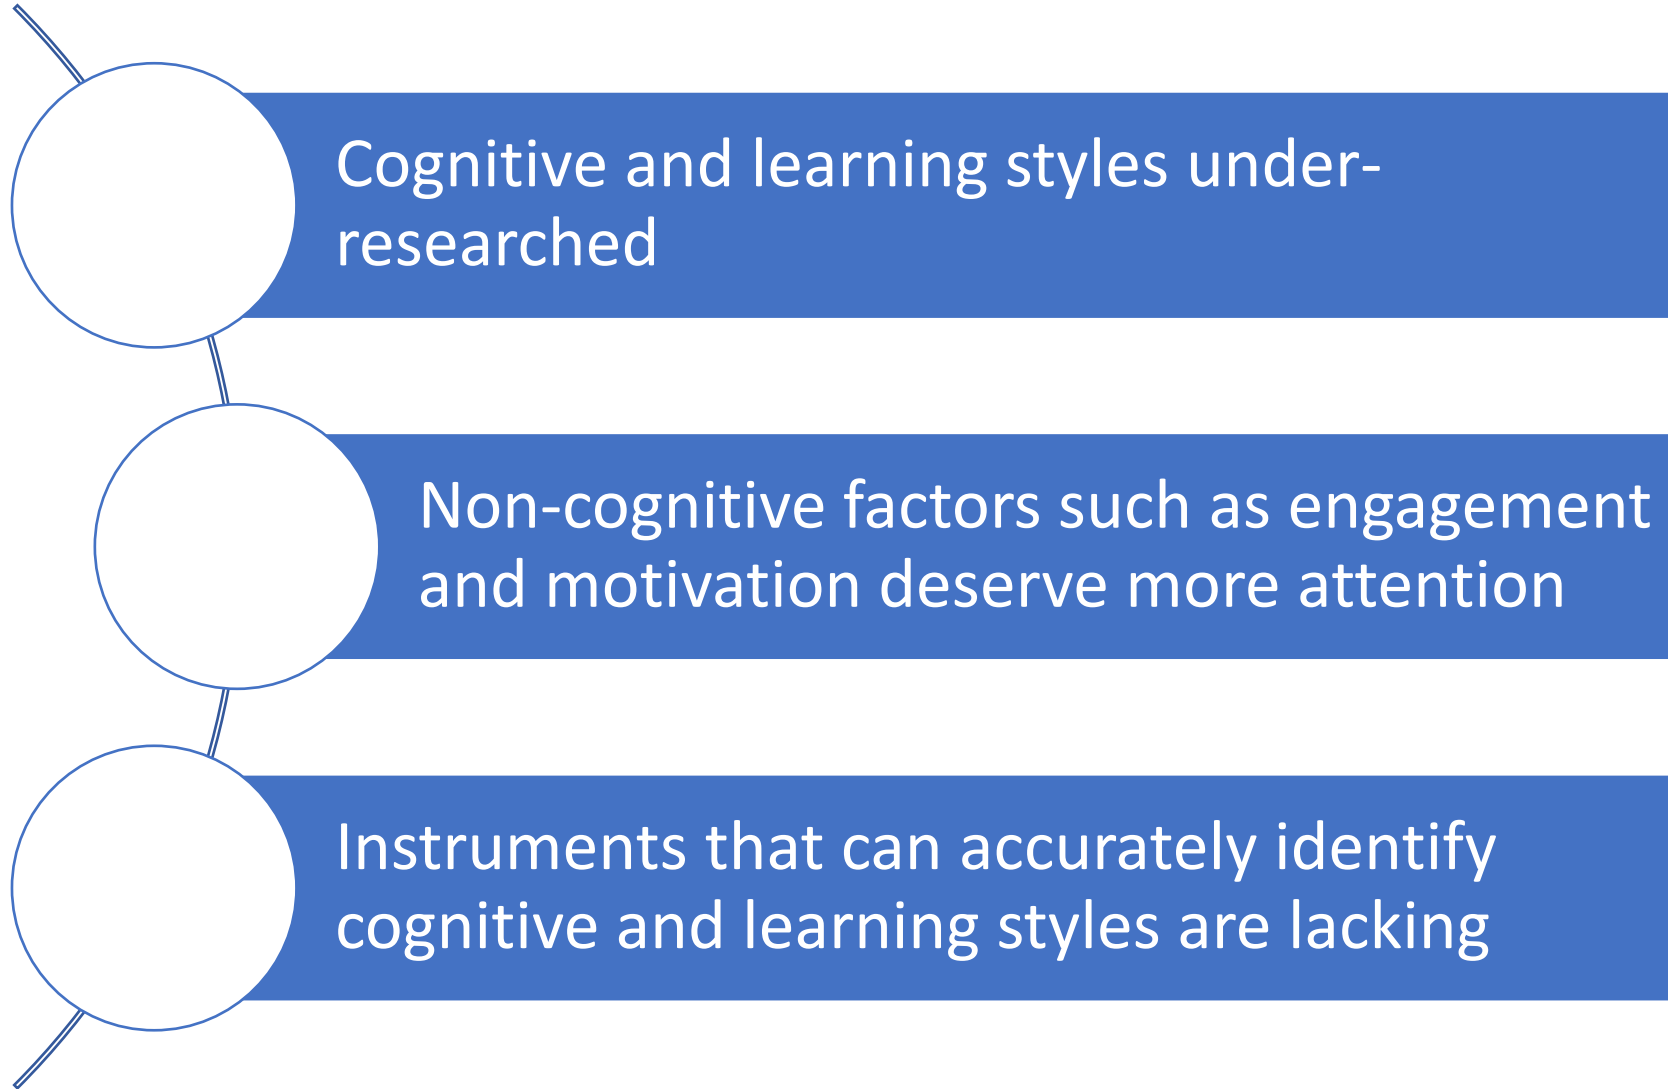 Cognitive and learning styles under-
researched
Non-cognitive factors such as engagement
and motivation deserve more attention
Instruments that can accurately identify
cognitive and learning styles are lacking